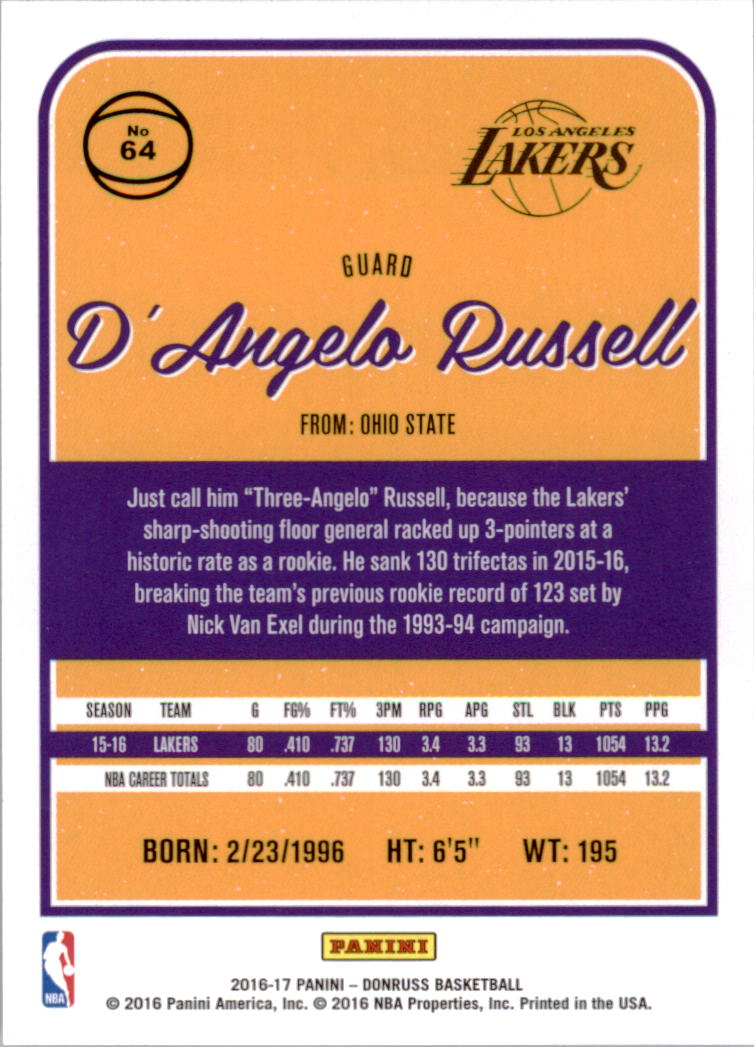 No
64
LOS ANGELES
LAKERS
GUARD
D'Angelo Russell
FROM: OHIO STATE
Just call him “Three-Angelo” Russell, because the Lakers’
sharp-shooting floor general racked up 3-pointers at a
historic rate as a rookie. He sank 130 trifectas in 2015-16,
breaking the team’s previous rookie record of 123 set by
Nick Van Exel during the 1993-94 campaign.
SEASON TEAM G FG% FT% 3PM RPG APG STL BLK PTS PPG
15-16 LAKERS 80 .410 .737 130 3.4 3.3 93 13 1054 13.2
NBA CAREER TOTALS 80 .410 .737 130 3.4 3.3 93 13 1054 13.2
BORN: 2/23/1996 HT: 6'5" WT: 195
PANINI
NBA
2016-17 PANINI – DONRUSS BASKETBALL
© 2016 Panini America, Inc. © 2016 NBA Properties, Inc. Printed in the USA.